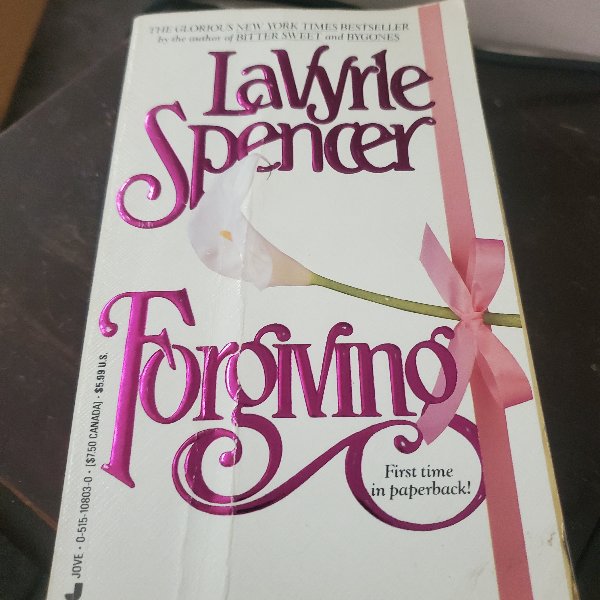 THE GLORIOUS NEW YORK TIMES BESTSELLER
by the author of BITTER SWEET and BYGONES
LaVyrle
Spencer
Forgiving
First time
in paperback!
JOVE • 0-515-10803-0 • [$7.50 CANADA] • $5.99 U.S.